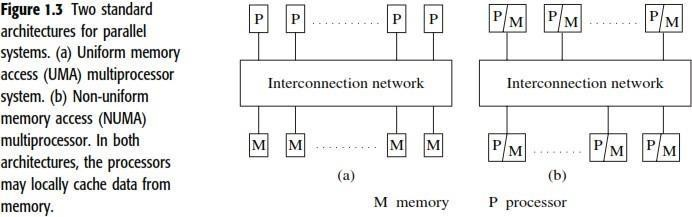 Figure 1.3 Two standard
architectures for parallel
systems. (a) Uniform memory
access (UMA) multiprocessor
system. (b) Non-uniform
memory access (NUMA)
multiprocessor. In both
architectures, the processors
may locally cache data from
memory.
P P P P
Interconnection network
M M M M
(a)
P/M P/M P/M
Interconnection network
P/M P/M P/M
(b)
M memory P processor